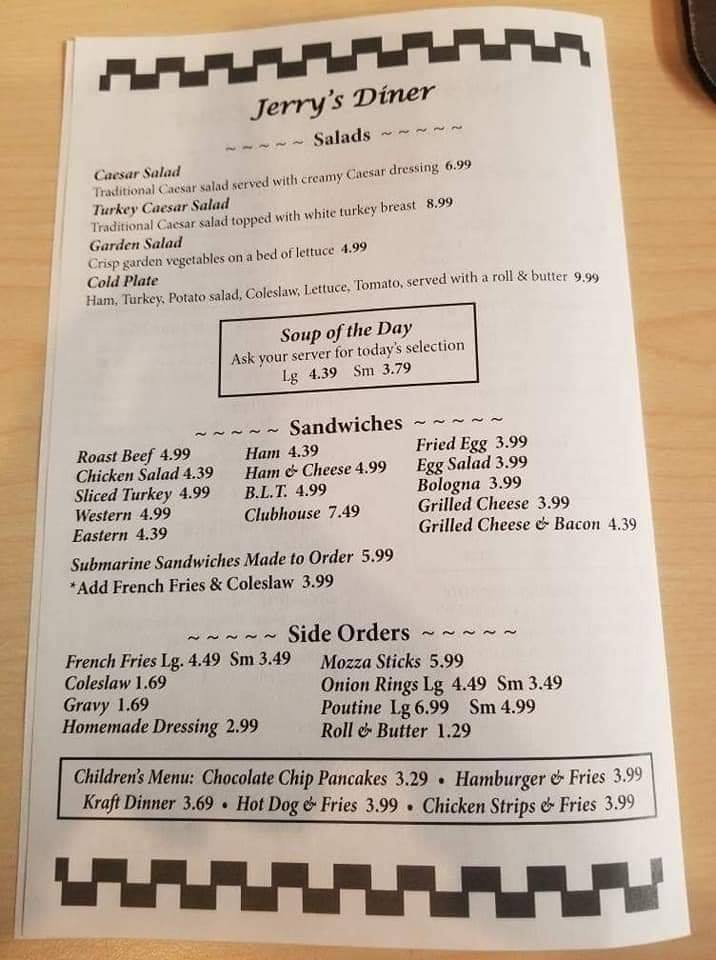 Jerry's Diner
~ ~ ~ ~ ~ Salads ~ ~ ~ ~ ~
Caesar Salad
Traditional Caesar salad served with creamy Caesar dressing 6.99
Turkey Caesar Salad
Traditional Caesar salad topped with white turkey breast 8.99
Garden Salad
Crisp garden vegetables on a bed of lettuce 4.99
Cold Plate
Ham, Turkey, Potato salad, Coleslaw, Lettuce, Tomato, served with a roll & butter 9.99
Soup of the Day
Ask your server for today's selection
Lg 4.39 Sm 3.79
~ ~ ~ ~ ~ Sandwiches ~ ~ ~ ~ ~
Roast Beef 4.99
Chicken Salad 4.39
Sliced Turkey 4.99
Western 4.99
Eastern 4.39
Ham 4.39
Ham & Cheese 4.99
B.L.T. 4.99
Clubhouse 7.49
Fried Egg 3.99
Egg Salad 3.99
Bologna 3.99
Grilled Cheese 3.99
Grilled Cheese & Bacon 4.39
Submarine Sandwiches Made to Order 5.99
*Add French Fries & Coleslaw 3.99
~ ~ ~ ~ ~ Side Orders ~ ~ ~ ~ ~
French Fries Lg. 4.49 Sm 3.49
Coleslaw 1.69
Gravy 1.69
Homemade Dressing 2.99
Mozza Sticks 5.99
Onion Rings Lg 4.49 Sm 3.49
Poutine Lg 6.99 Sm 4.99
Roll & Butter 1.29
Children's Menu: Chocolate Chip Pancakes 3.29 • Hamburger & Fries 3.99
Kraft Dinner 3.69 • Hot Dog & Fries 3.99 • Chicken Strips & Fries 3.99